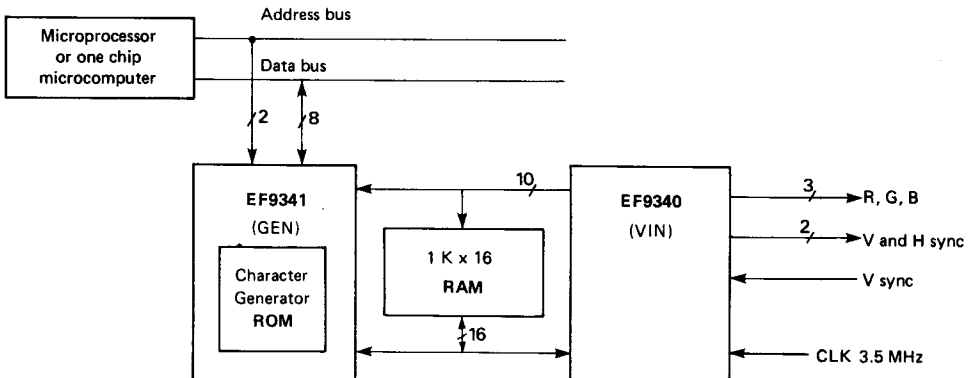 Address bus
Microprocessor
or one chip
microcomputer
Data bus
2
8
EF9341
(GEN)
Character
Generator
ROM
10
1 K x 16
RAM
16
EF9340
(VIN)
3
R, G, B
2
V and H sync
V sync
CLK 3.5 MHz